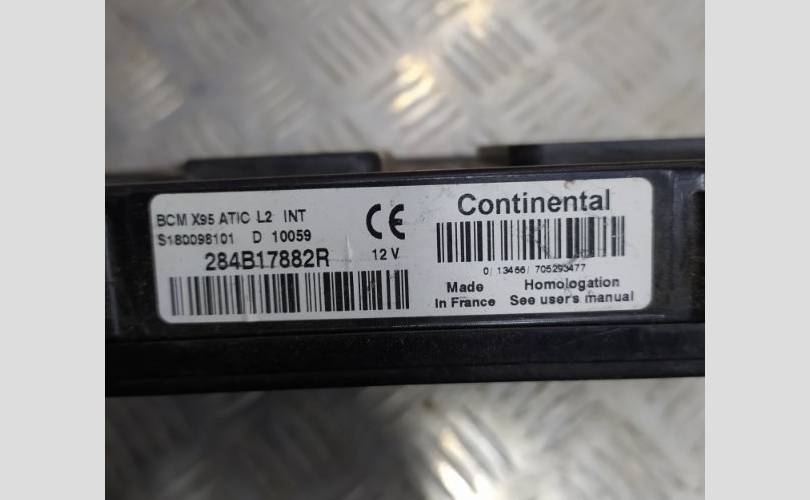 BCM X95 ATIC L2 INT
S180098101 D 10059
284B17882R
12 V
CE
Continental
0/13466/705293477
Made
In France
Homologation
See users manual